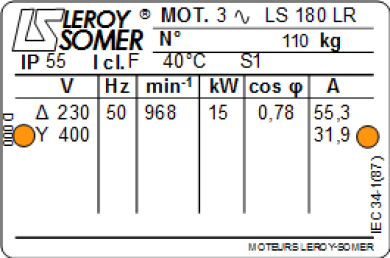 LEROY SOMER ® MOT. 3 ∿ LS 180 LR
N° 110 kg
IP 55 I cl. F 40°C S1
V Hz min-1 kW cos φ A
Δ 230 50 968 15 0,78 55,3
Y 400 31,9
IEC 34-1(87)
MOTEURS LEROY-SOMER